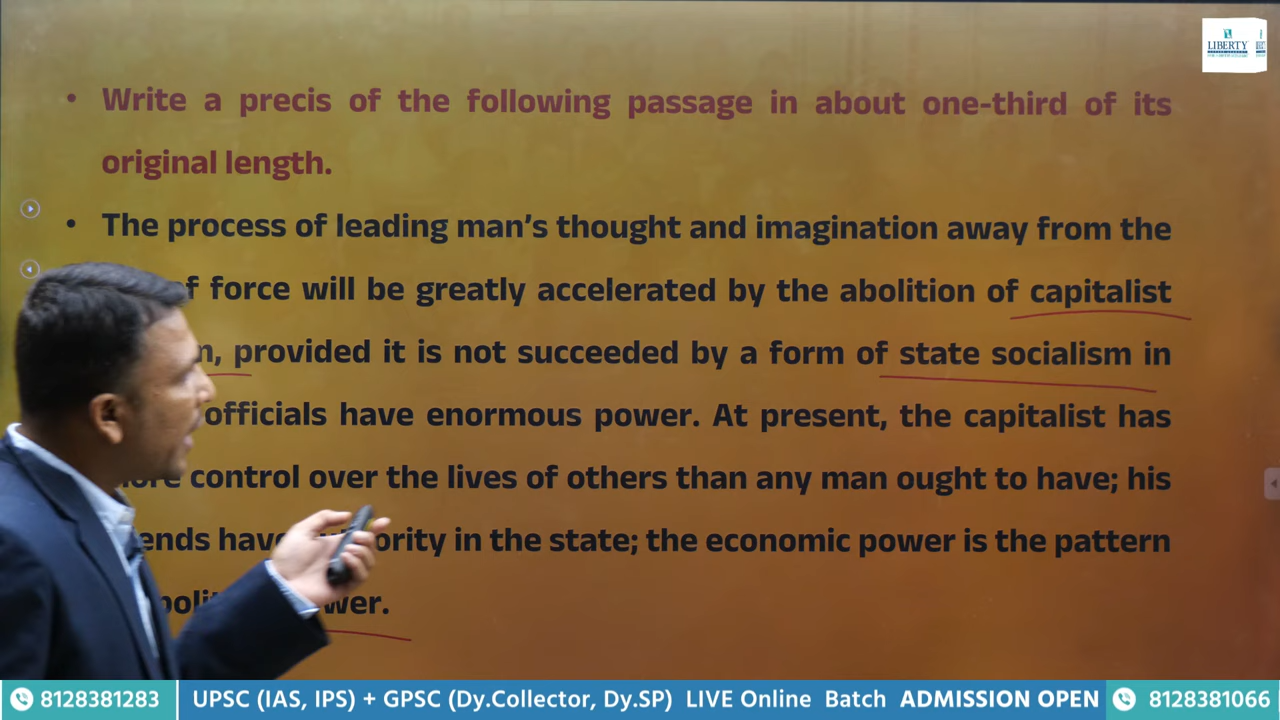 LIBERTY
• Write a precis of the following passage in about one-third of its
original length.
• The process of leading man’s thought and imagination away from the
of force will be greatly accelerated by the abolition of capitalist
provided it is not succeeded by a form of state socialism in
officials have enormous power. At present, the capitalist has
control over the lives of others than any man ought to have; his
have in the state; the economic power is the pattern
8128381283 UPSC (IAS, IPS) + GPSC (Dy.Collector, Dy.SP) LIVE Online Batch ADMISSION OPEN 8128381066